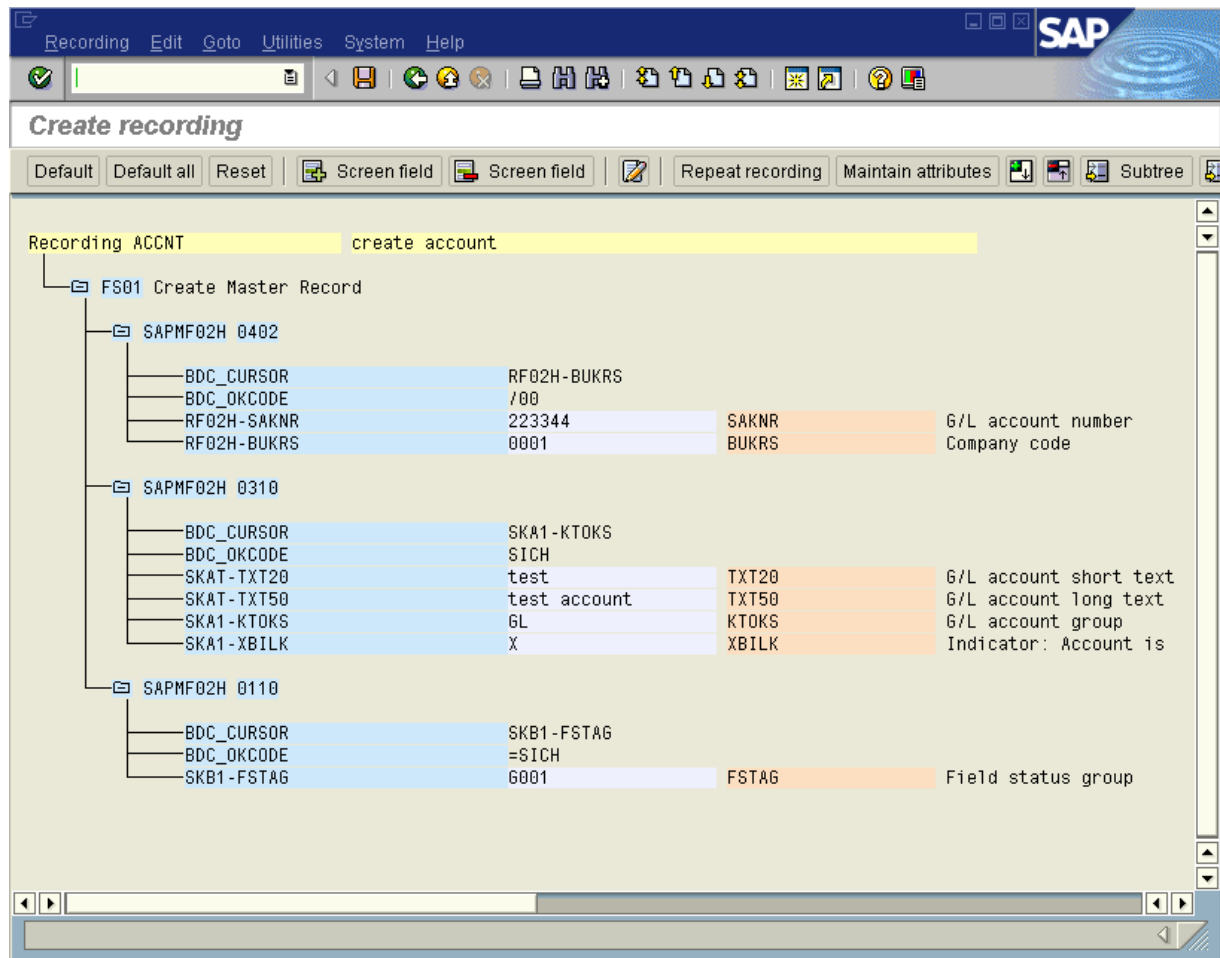 Recording Edit Goto Utilities System Help
SAP
Create recording
Default Default all Reset Screen field Screen field Repeat recording Maintain attributes Subtree
Recording ACCNT create account
FS01 Create Master Record
SAPMF02H 0402
BDC_CURSOR RF02H-BUKRS
BDC_OKCODE /00
RF02H-SAKNR 223344 SAKNR G/L account number
RF02H-BUKRS 0001 BUKRS Company code
SAPMF02H 0310
BDC_CURSOR SKA1-KTOKS
BDC_OKCODE SICH
SKAT-TXT20 test TXT20 G/L account short text
SKAT-TXT50 test account TXT50 G/L account long text
SKA1-KTOKS GL KTOKS G/L account group
SKA1-XBILK X XBILK Indicator: Account is
SAPMF02H 0110
BDC_CURSOR SKB1-FSTAG
BDC_OKCODE =SICH
SKB1-FSTAG G001 FSTAG Field status group